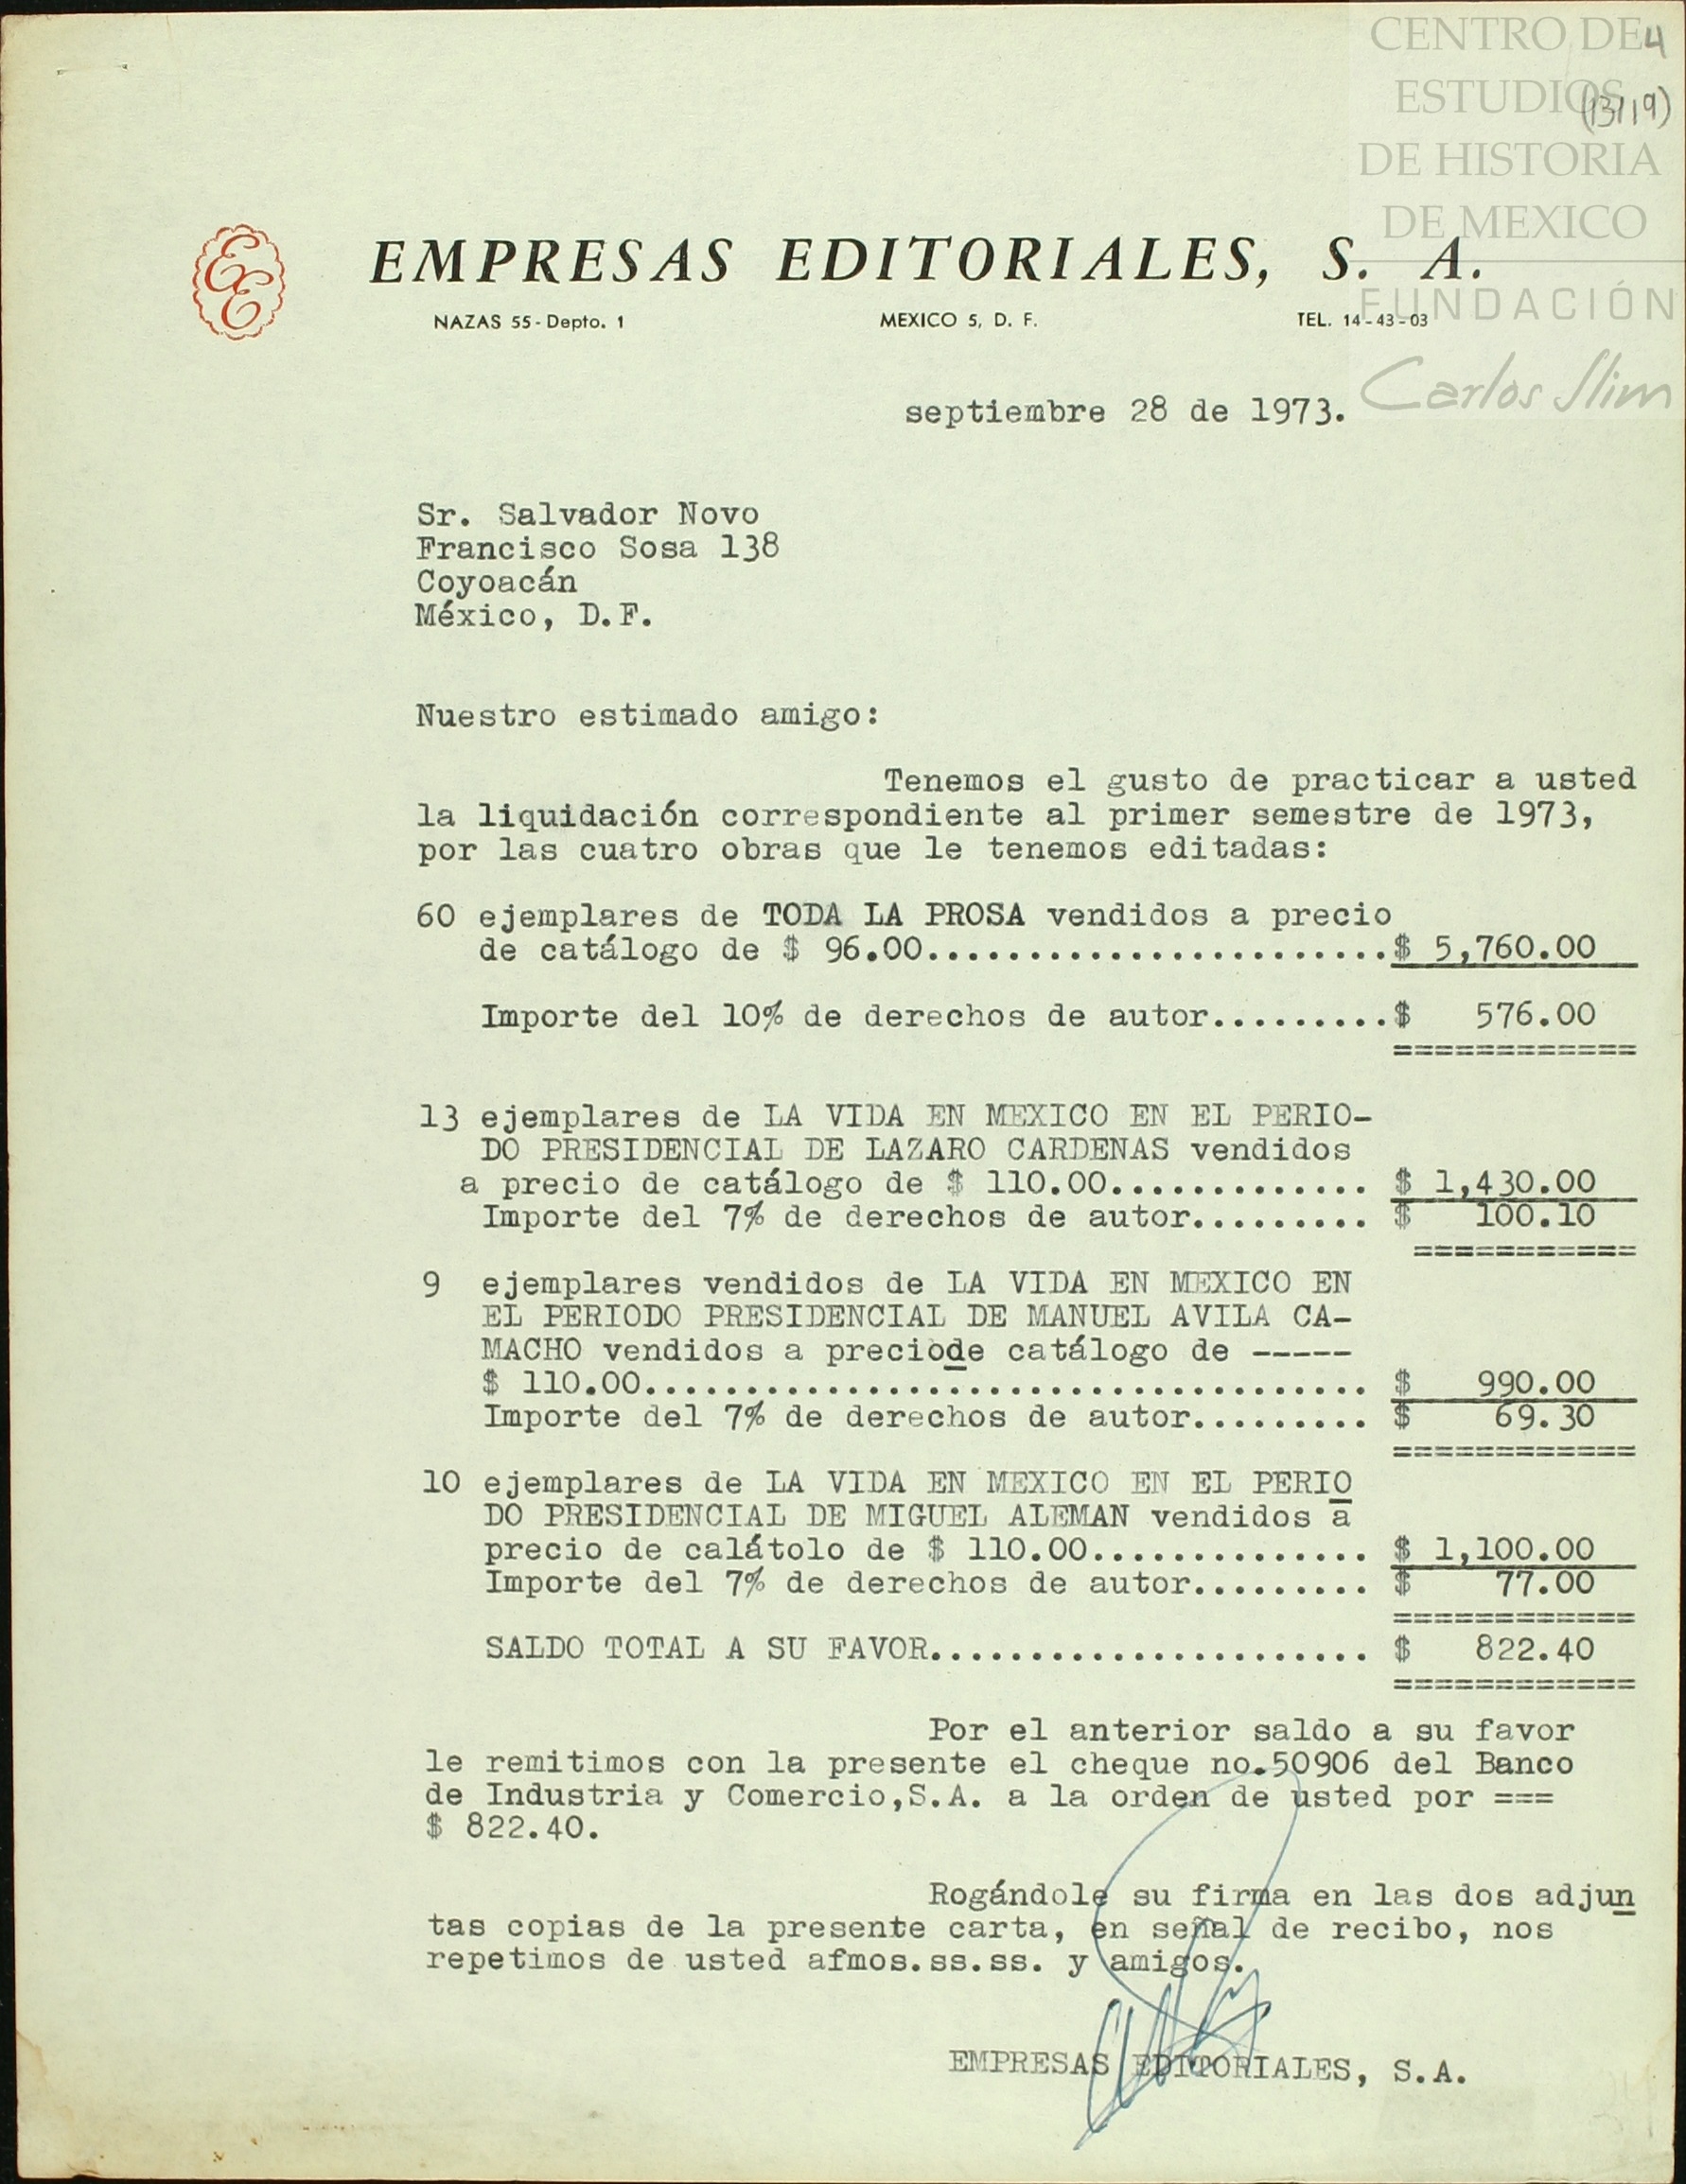 CENTRO DE
4
ESTUDIOS
(13/19)
DE HISTORIA
DE MEXICO
FUNDACIÓN
Carlos Slim
EE
EMPRESAS EDITORIALES, S. A.
NAZAS 55 - Depto. 1 MEXICO 5, D. F. TEL. 14-43-03
septiembre 28 de 1973.
Sr. Salvador Novo
Francisco Sosa 138
Coyoacán
México, D.F.
Nuestro estimado amigo:
Tenemos el gusto de practicar a usted
la liquidación correspondiente al primer semestre de 1973,
por las cuatro obras que le tenemos editadas:
60 ejemplares de TODA LA PROSA vendidos a precio
de catálogo de $ 96.00.......................$ 5,760.00
Importe del 10% de derechos de autor.........$ 576.00
============
13 ejemplares de LA VIDA EN MEXICO EN EL PERIO-
DO PRESIDENCIAL DE LAZARO CARDENAS vendidos
a precio de catálogo de $ 110.00............. $ 1,430.00
Importe del 7% de derechos de autor......... $ 100.10
===========
9 ejemplares vendidos de LA VIDA EN MEXICO EN
EL PERIODO PRESIDENCIAL DE MANUEL AVILA CA-
MACHO vendidos a preciode catálogo de -----
$ 110.00.................................... $ 990.00
Importe del 7% de derechos de autor......... $ 69.30
============
10 ejemplares de LA VIDA EN MEXICO EN EL PERIO
DO PRESIDENCIAL DE MIGUEL ALEMAN vendidos a
precio de calátolo de $ 110.00.............. $ 1,100.00
Importe del 7% de derechos de autor......... $ 77.00
============
SALDO TOTAL A SU FAVOR...................... $ 822.40
============
Por el anterior saldo a su favor
le remitimos con la presente el cheque no.50906 del Banco
de Industria y Comercio,S.A. a la orden de usted por ===
$ 822.40.
Rogándole su firma en las dos adjun
tas copias de la presente carta, en señal de recibo, nos
repetimos de usted afmos.ss.ss. y amigos.
EMPRESAS EDITORIALES, S.A.